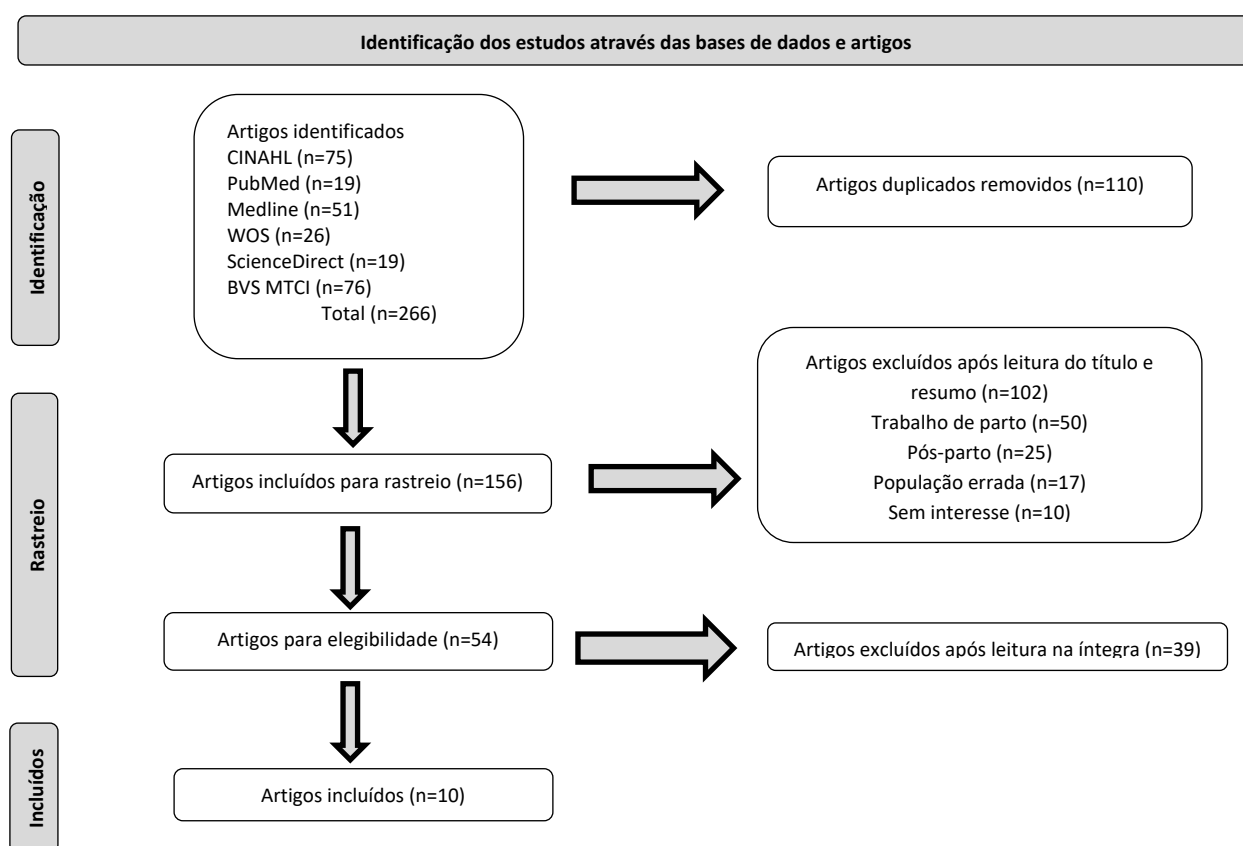 Identificação dos estudos através das bases de dados e artigos
Identificação
Artigos identificados
CINAHL (n=75)
PubMed (n=19)
Medline (n=51)
WOS (n=26)
ScienceDirect (n=19)
BVS MTCI (n=76)
Total (n=266)
Artigos duplicados removidos (n=110)
Rastreio
Artigos incluídos para rastreio (n=156)
Artigos excluídos após leitura do título e
resumo (n=102)
Trabalho de parto (n=50)
Pós-parto (n=25)
População errada (n=17)
Sem interesse (n=10)
Artigos para elegibilidade (n=54)
Artigos excluídos após leitura na íntegra (n=39)
Incluídos
Artigos incluídos (n=10)